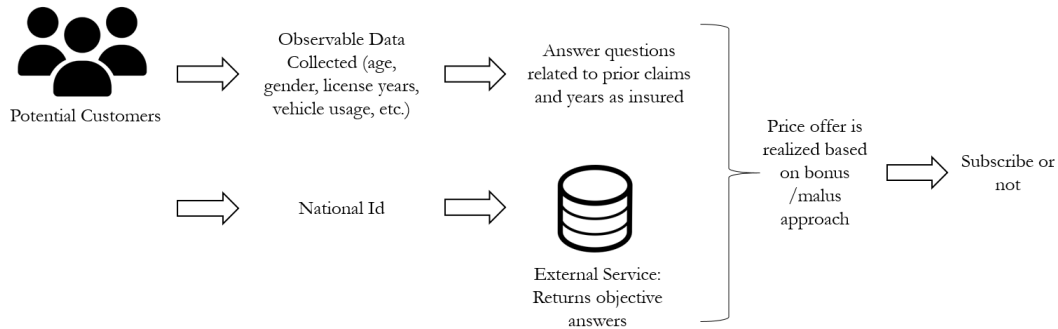 Potential Customers
Observable Data
Collected (age,
gender, license years,
vehicle usage, etc.)
Answer questions
related to prior claims
and years as insured
National Id
External Service:
Returns objective
answers
Price offer is
realized based
on bonus
/malus
approach
Subscribe or
not